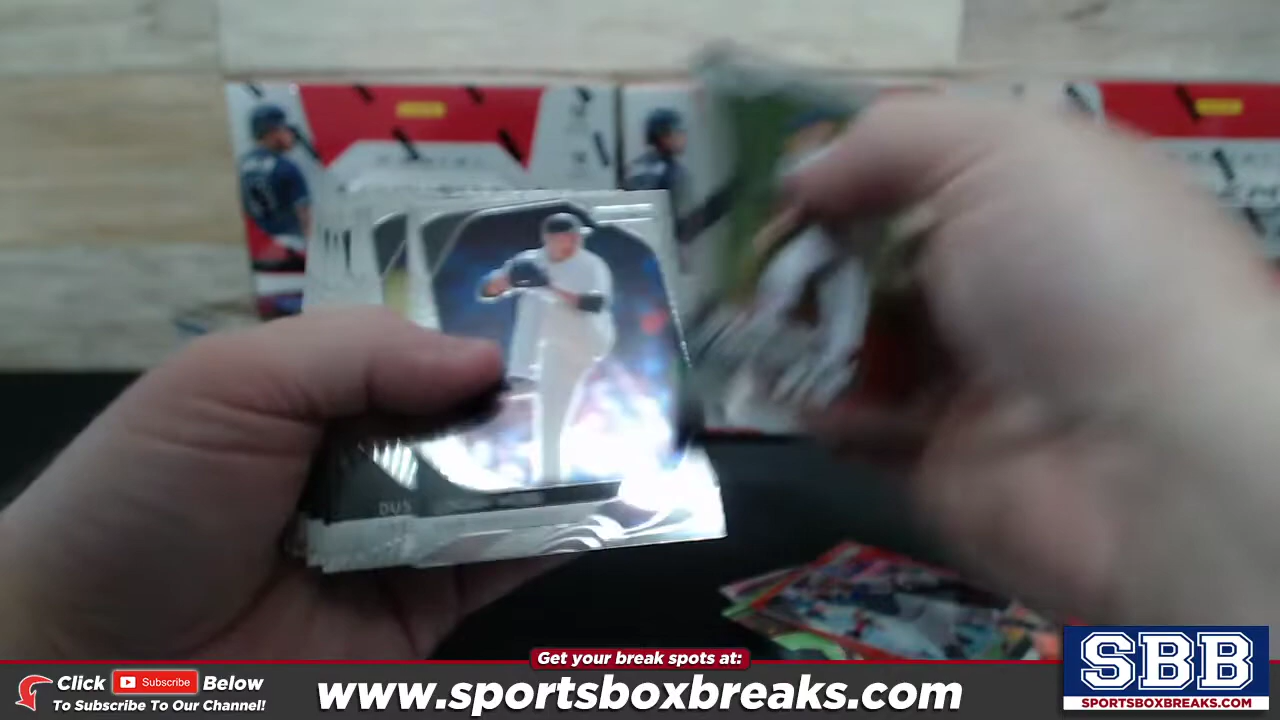 DUS
Get your break spots at:
Click Subscribe Below
To Subscribe To Our Channel!
www.sportsboxbreaks.com
SBB
SPORTSBOXBREAKS.COM